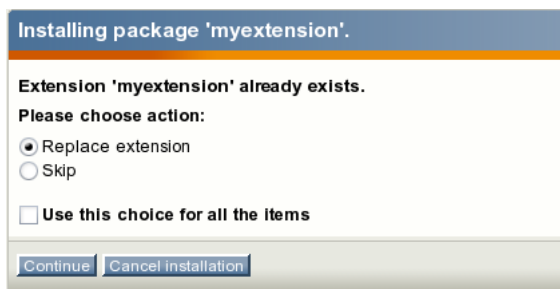 Installing package 'myextension'.
Extension 'myextension' already exists.
Please choose action:
Replace extension
Skip
Use this choice for all the items
Continue Cancel installation